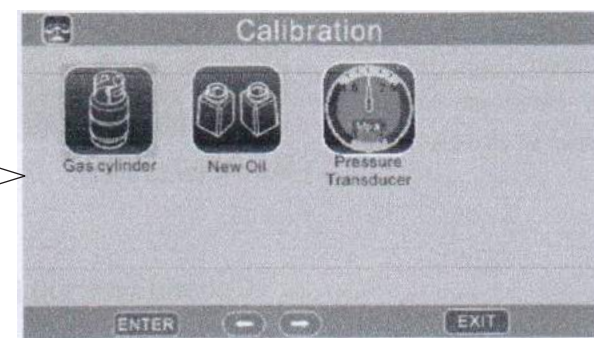 Calibration
Gas cylinder
New Oil
Pressure
Transducer
ENTER
EXIT